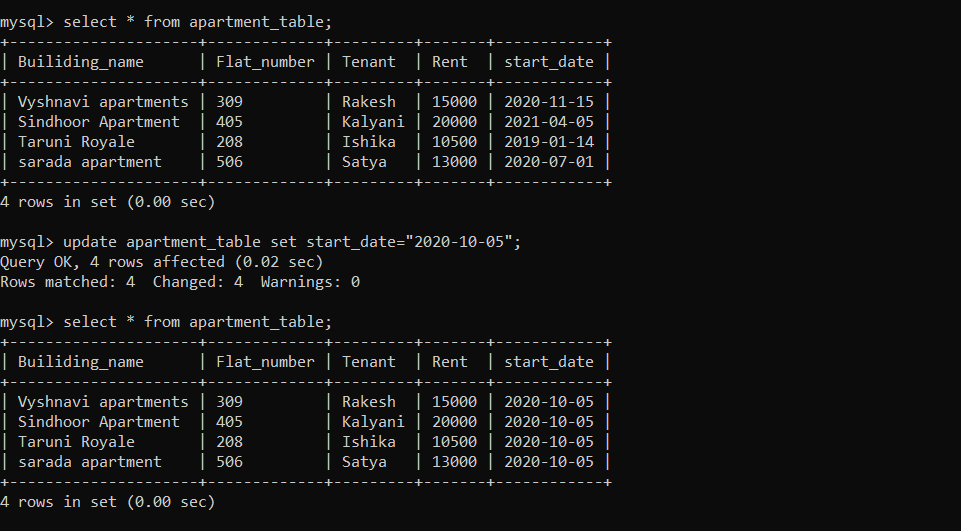 mysql> select * from apartment_table;
+---------------------+-------------+---------+-------+------------+
| Builiding_name      | Flat_number | Tenant  | Rent  | start_date |
+---------------------+-------------+---------+-------+------------+
| Vyshnavi apartments | 309         | Rakesh  | 15000 | 2020-11-15 |
| Sindhoor Apartment  | 405         | Kalyani | 20000 | 2021-04-05 |
| Taruni Royale       | 208         | Ishika  | 10500 | 2019-01-14 |
| sarada apartment    | 506         | Satya   | 13000 | 2020-07-01 |
+---------------------+-------------+---------+-------+------------+
4 rows in set (0.00 sec)
mysql> update apartment_table set start_date="2020-10-05";
Query OK, 4 rows affected (0.02 sec)
Rows matched: 4  Changed: 4  Warnings: 0
mysql> select * from apartment_table;
+---------------------+-------------+---------+-------+------------+
| Builiding_name      | Flat_number | Tenant  | Rent  | start_date |
+---------------------+-------------+---------+-------+------------+
| Vyshnavi apartments | 309         | Rakesh  | 15000 | 2020-10-05 |
| Sindhoor Apartment  | 405         | Kalyani | 20000 | 2020-10-05 |
| Taruni Royale       | 208         | Ishika  | 10500 | 2020-10-05 |
| sarada apartment    | 506         | Satya   | 13000 | 2020-10-05 |
+---------------------+-------------+---------+-------+------------+
4 rows in set (0.00 sec)